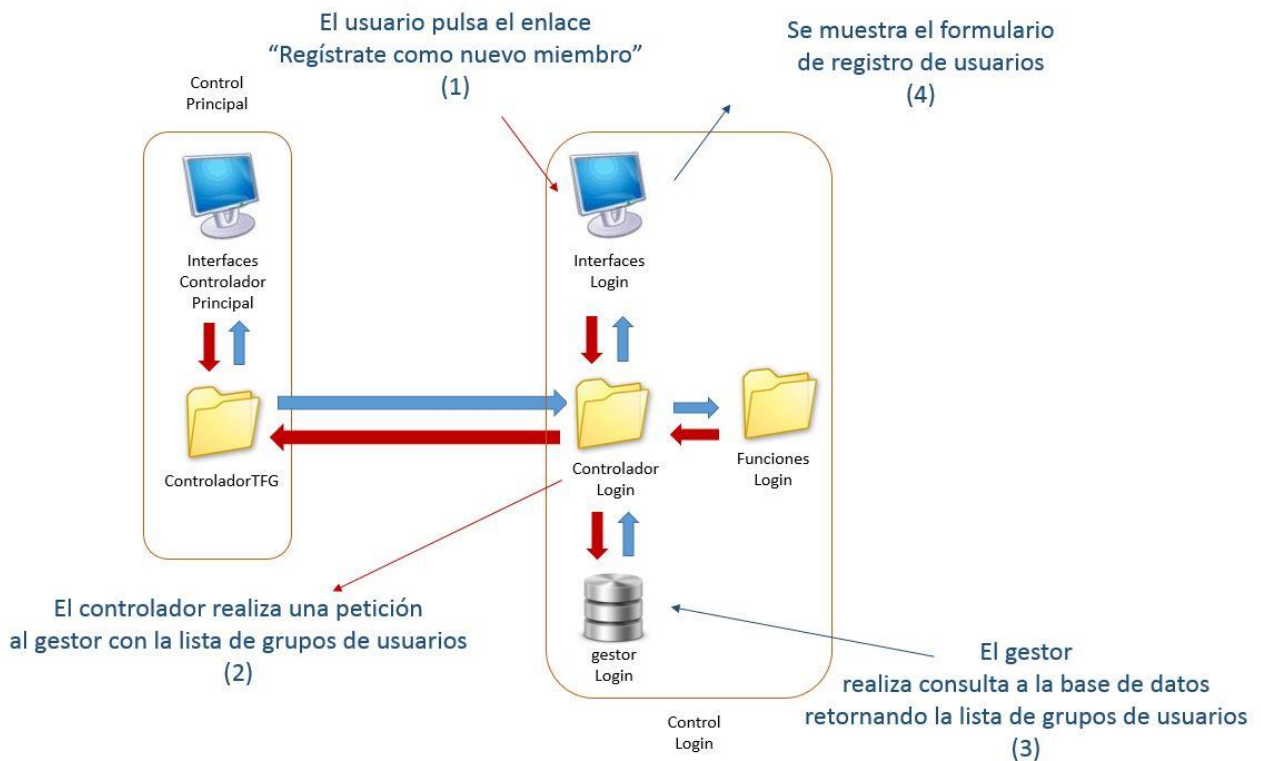 El usuario pulsa el enlace
“Regístrate como nuevo miembro”
(1)
Se muestra el formulario
de registro de usuarios
(4)
Control
Principal
Interfaces
Controlador
Principal
Interfaces
Login
ControladorTFG
Controlador
Login
Funciones
Login
El controlador realiza una petición
al gestor con la lista de grupos de usuarios
(2)
gestor
Login
El gestor
realiza consulta a la base de datos
retornando la lista de grupos de usuarios
(3)
Control
Login